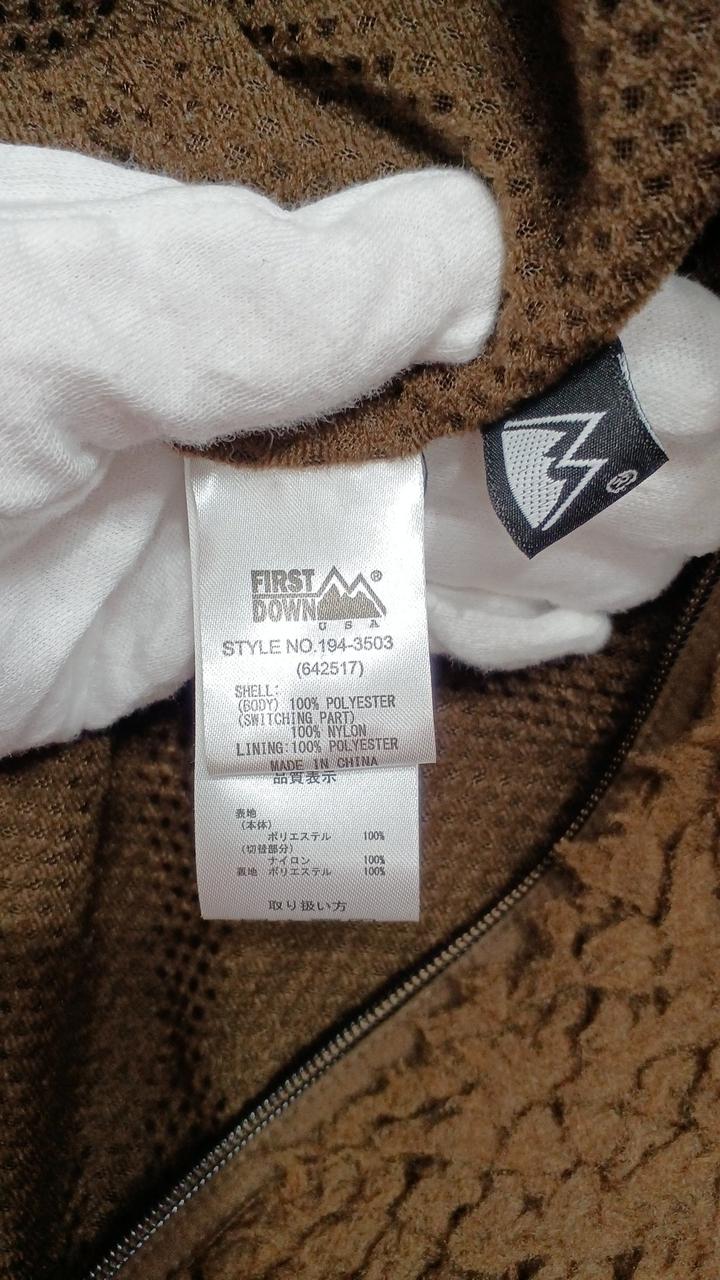 FIRST
DOWN
®
USA
STYLE NO.194-3503
(642517)
SHELL:
(BODY) 100% POLYESTER
(SWITCHING PART)
100% NYLON
LINING:100% POLYESTER
MADE IN CHINA
品質表示
表地
(本体)
ポリエステル 100%
(切替部分)
ナイロン 100%
裏地 ポリエステル 100%
取り扱い方
®